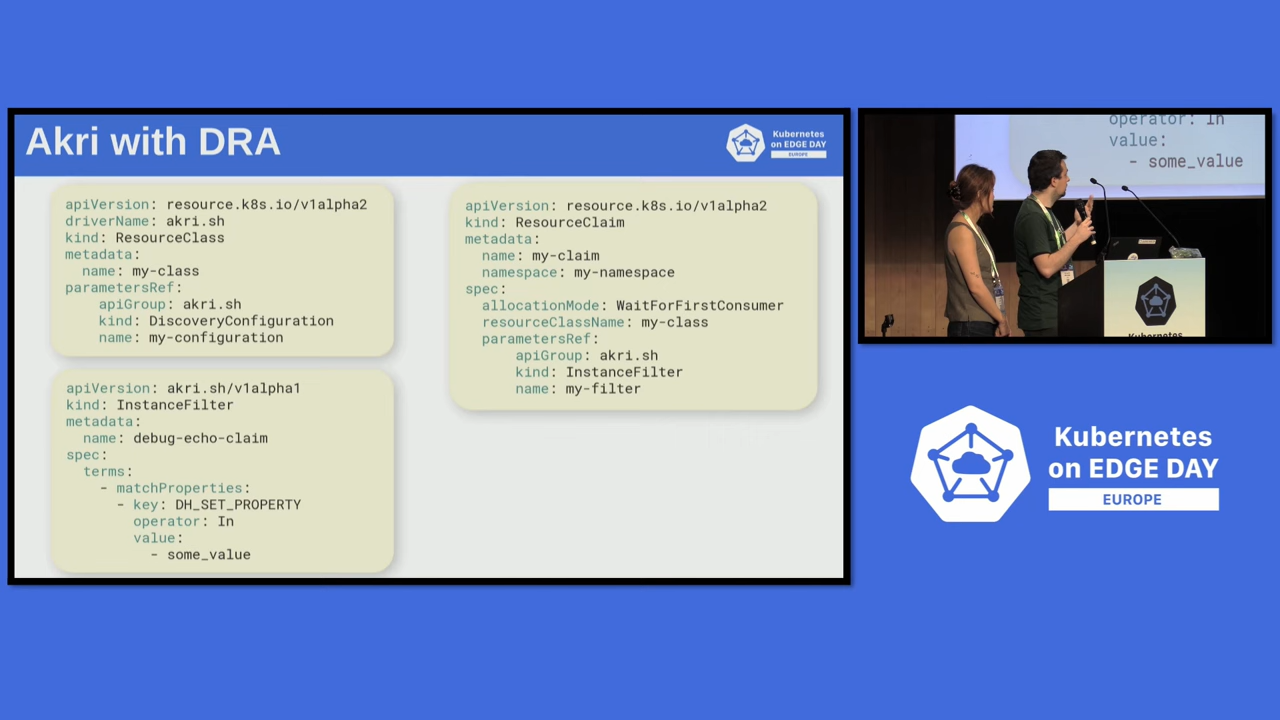 Akri with DRA
Kubernetes
on EDGE DAY
EUROPE
apiVersion: resource.k8s.io/v1alpha2
driverName: akri.sh
kind: ResourceClass
metadata:
  name: my-class
parametersRef:
    apiGroup: akri.sh
    kind: DiscoveryConfiguration
    name: my-configuration
apiVersion: akri.sh/v1alpha1
kind: InstanceFilter
metadata:
  name: debug-echo-claim
spec:
  terms:
    - matchProperties:
      - key: DH_SET_PROPERTY
        operator: In
        value:
          - some_value
apiVersion: resource.k8s.io/v1alpha2
kind: ResourceClaim
metadata:
  name: my-claim
  namespace: my-namespace
spec:
  allocationMode: WaitForFirstConsumer
  resourceClassName: my-class
  parametersRef:
      apiGroup: akri.sh
      kind: InstanceFilter
      name: my-filter
operator: In
value:
  - some_value
Kubernetes
Kubernetes
on EDGE DAY
EUROPE